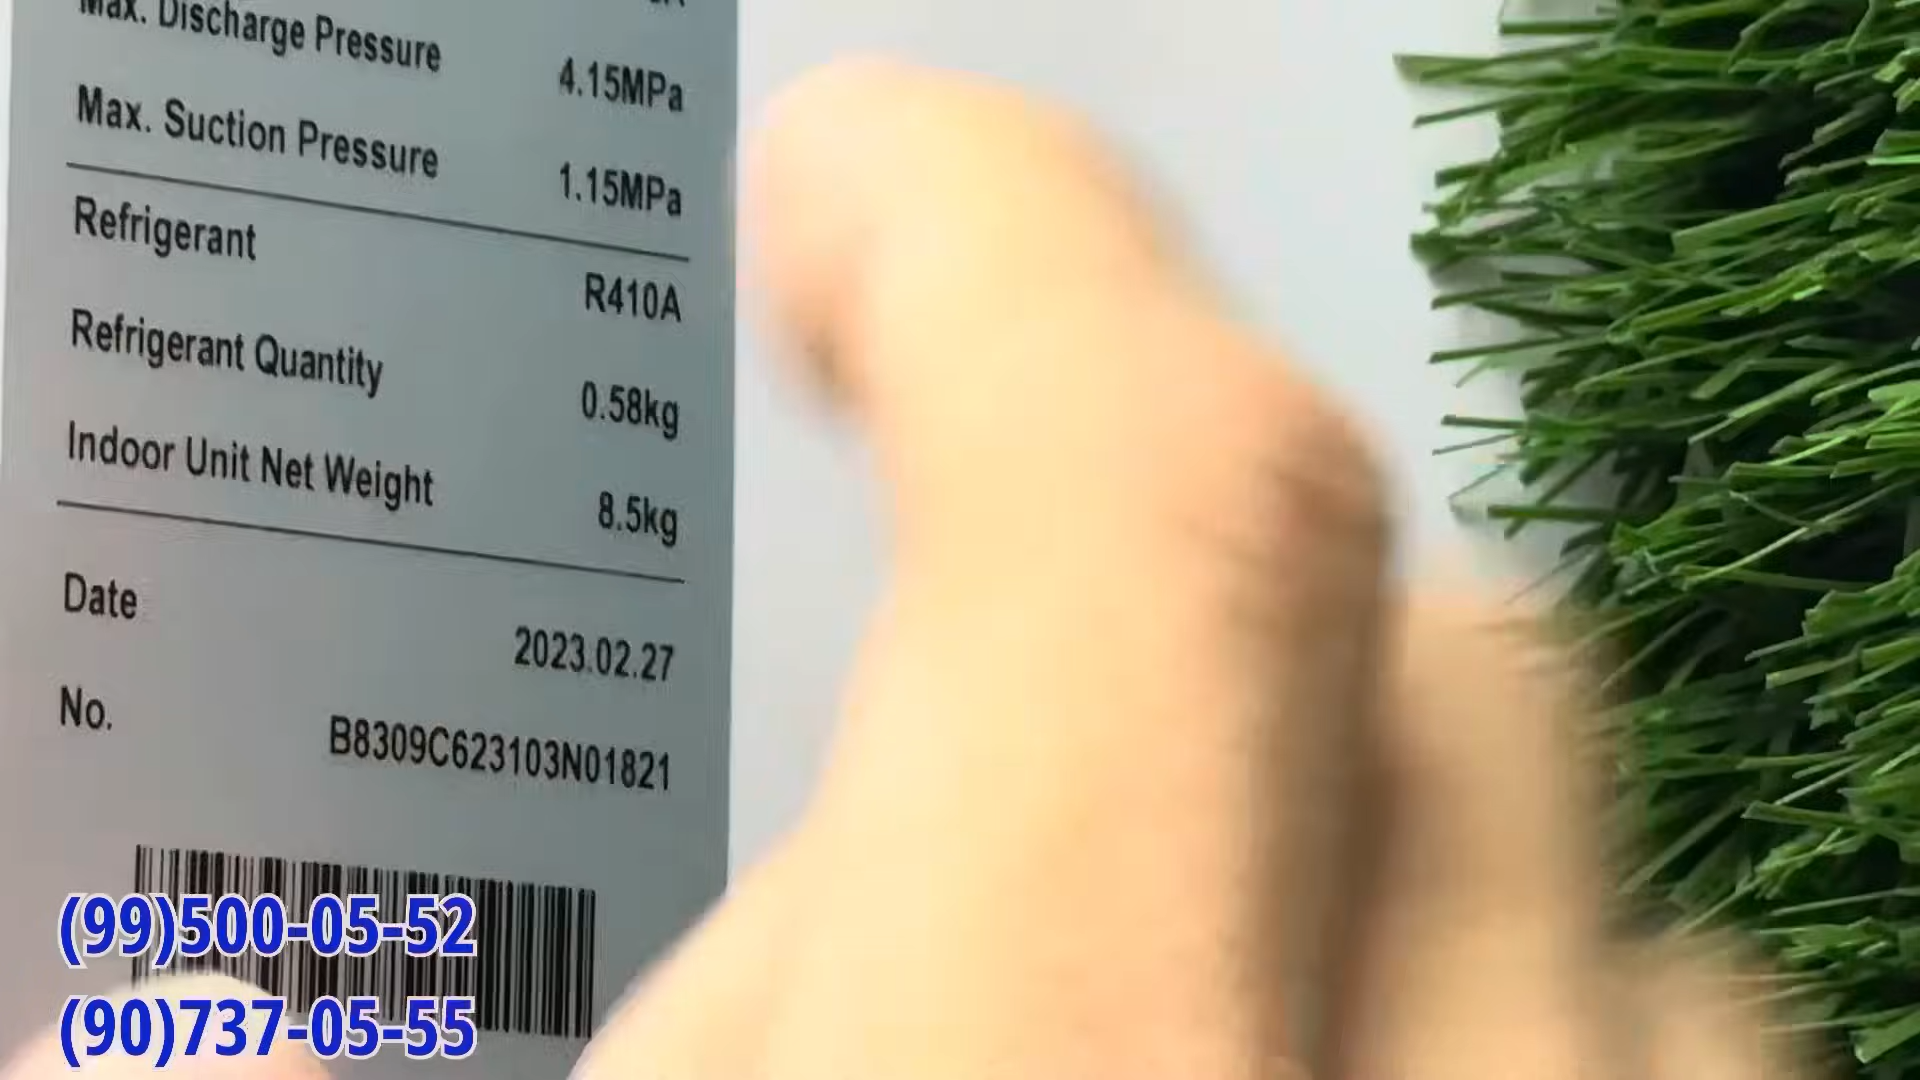 Max. Discharge Pressure 4.15MPa
Max. Suction Pressure 1.15MPa
Refrigerant R410A
Refrigerant Quantity 0.58kg
Indoor Unit Net Weight 8.5kg
Date 2023.02.27
No. B8309C623103N01821
(99)500-05-52
(90)737-05-55